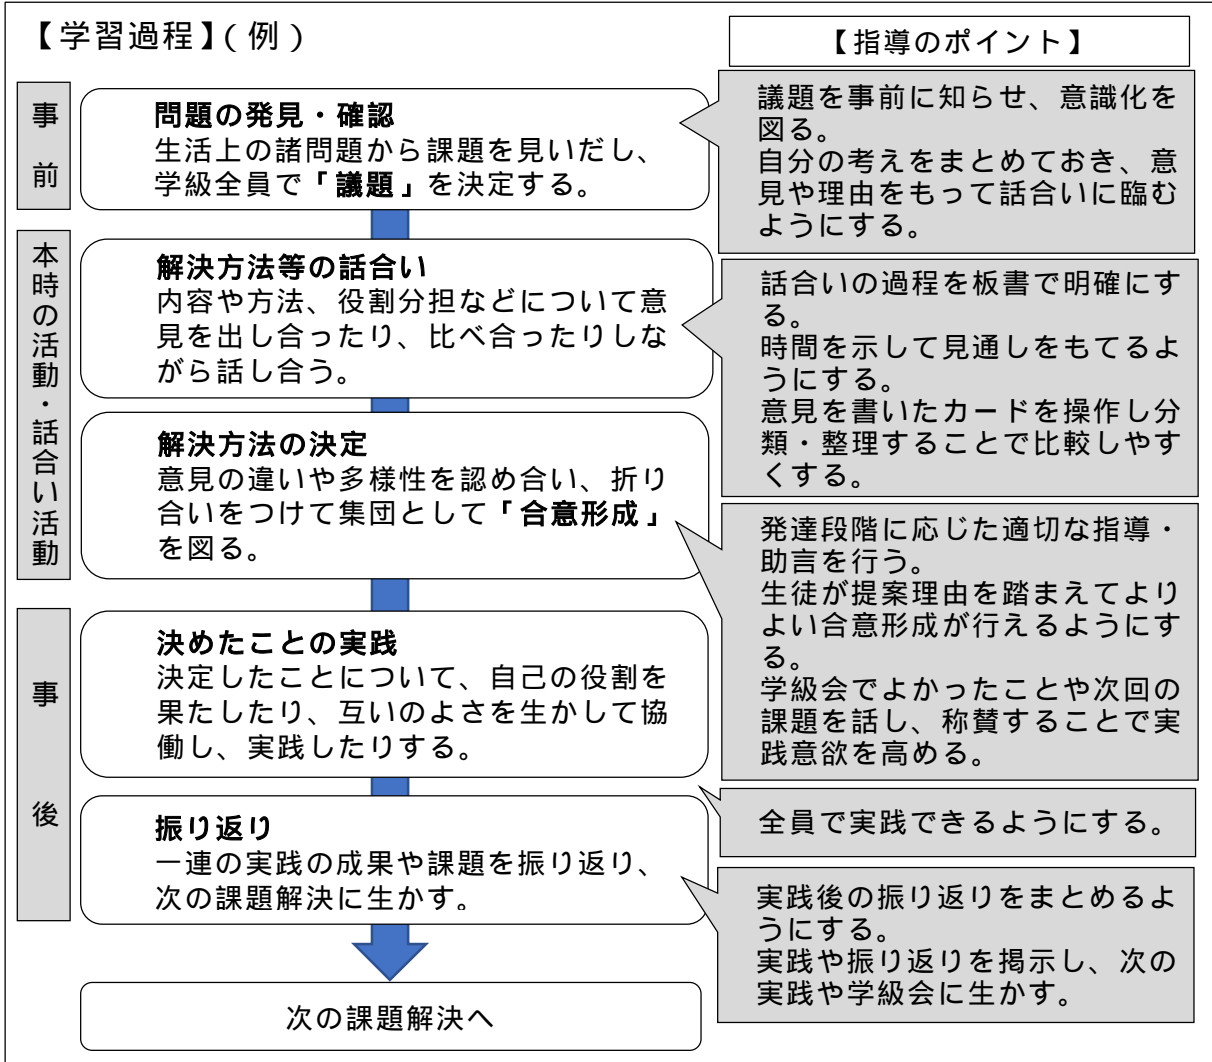 【学習過程】(例)
【指導のポイント】
事前
問題の発見・確認
生活上の諸問題から課題を見いだし、
学級全員で「議題」を決定する。
議題を事前に知らせ、意識化を
図る。
自分の考えをまとめておき、意
見や理由をもって話合いに臨む
ようにする。
本時の活動・話合い活動
解決方法等の話合い
内容や方法、役割分担などについて意
見を出し合ったり、比べ合ったりしな
がら話し合う。
話合いの過程を板書で明確にす
る。
時間を示して見通しをもてるよ
うにする。
意見を書いたカードを操作し分
類・整理することで比較しやす
くする。
解決方法の決定
意見の違いや多様性を認め合い、折り
合いをつけて集団として「合意形成」
を図る。
発達段階に応じた適切な指導・
助言を行う。
生徒が提案理由を踏まえてより
よい合意形成が行えるようにす
る。
学級会でよかったことや次回の
課題を話し、称賛することで実
践意欲を高める。
事後
決めたことの実践
決定したことについて、自己の役割を
果たしたり、互いのよさを生かして協
働し、実践したりする。
全員で実践できるようにする。
振り返り
一連の実践の成果や課題を振り返り、
次の課題解決に生かす。
実践後の振り返りをまとめるよ
うにする。
実践や振り返りを掲示し、次の
実践や学級会に生かす。
次の課題解決へ